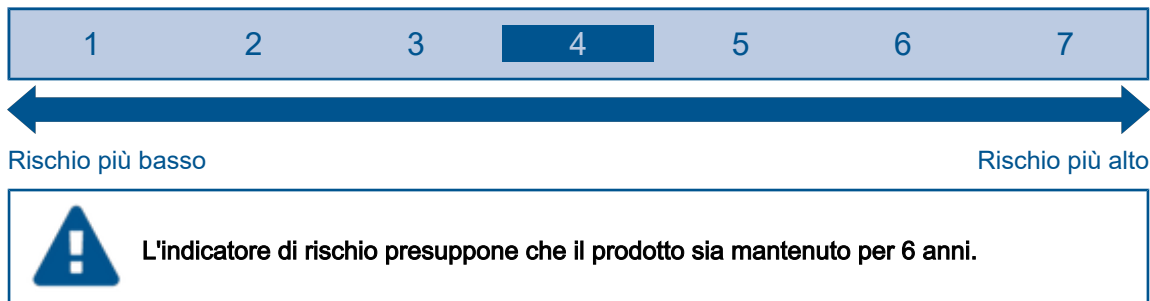 1 2 3 4 5 6 7
Rischio più basso Rischio più alto
L'indicatore di rischio presuppone che il prodotto sia mantenuto per 6 anni.